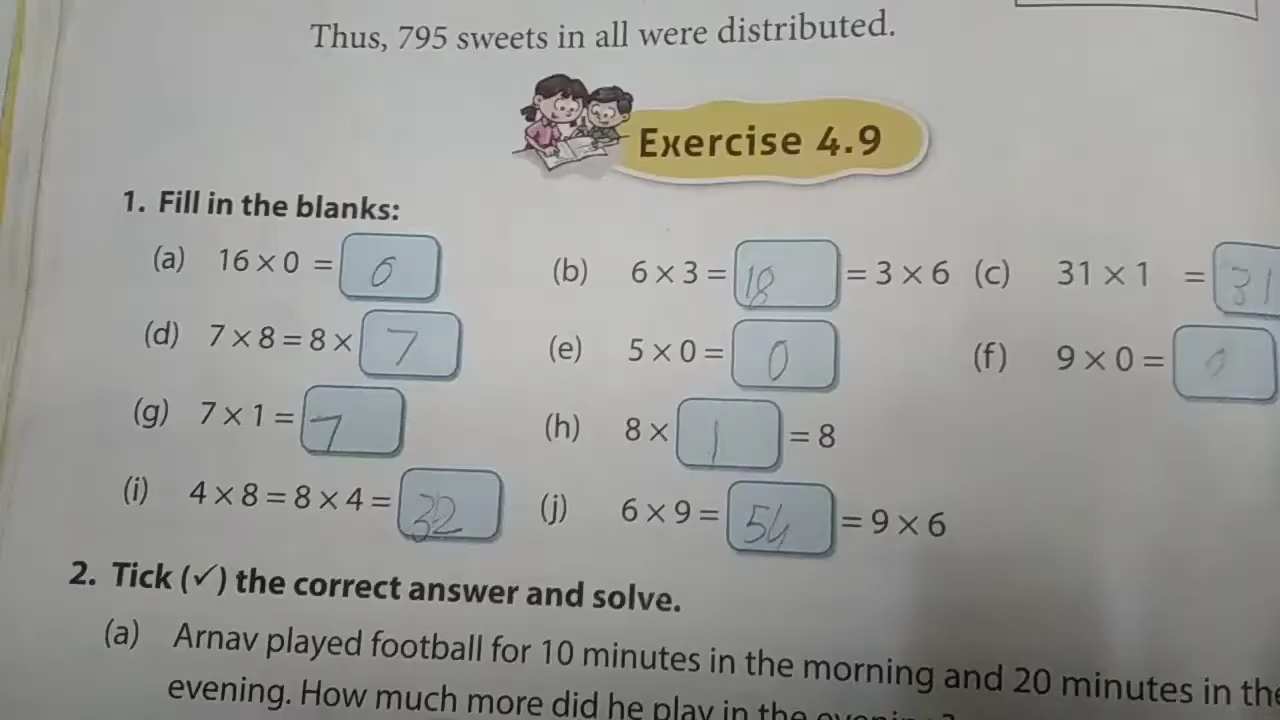 Thus, 795 sweets in all were distributed.
Exercise 4.9
1. Fill in the blanks:
(a) 16 × 0 = 0 (b) 6 × 3 = 18 = 3 × 6 (c) 31 × 1 = 31
(d) 7 × 8 = 8 × 7 (e) 5 × 0 = 0 (f) 9 × 0 = 0
(g) 7 × 1 = 7 (h) 8 × 1 = 8
(i) 4 × 8 = 8 × 4 = 32 (j) 6 × 9 = 54 = 9 × 6
2. Tick (✓) the correct answer and solve.
(a) Arnav played football for 10 minutes in the morning and 20 minutes in the
evening. How much more did he play in the evening?